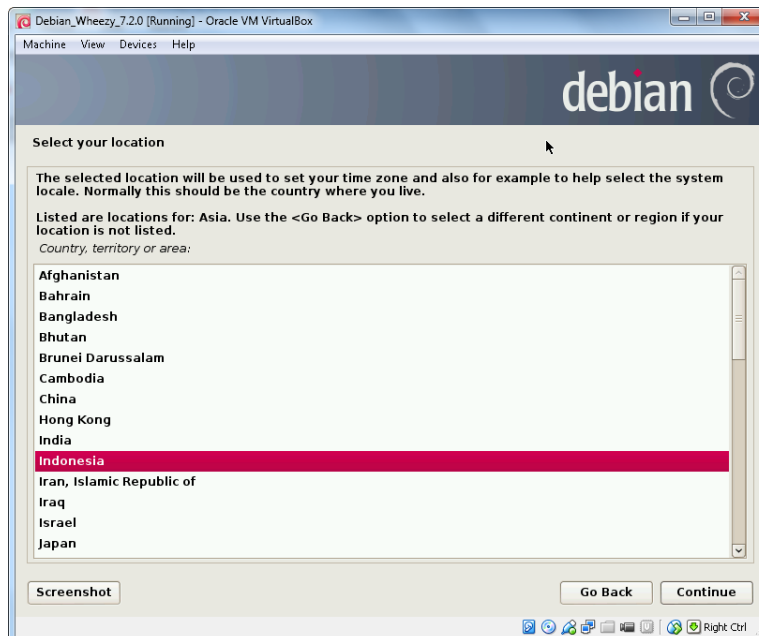 Debian_Wheezy_7.2.0 [Running] - Oracle VM VirtualBox
Machine View Devices Help
debian
Select your location
The selected location will be used to set your time zone and also for example to help select the system
locale. Normally this should be the country where you live.
Listed are locations for: Asia. Use the <Go Back> option to select a different continent or region if your
location is not listed.
Country, territory or area:
Afghanistan
Bahrain
Bangladesh
Bhutan
Brunei Darussalam
Cambodia
China
Hong Kong
India
Indonesia
Iran, Islamic Republic of
Iraq
Israel
Japan
Screenshot Go Back Continue
Right Ctrl